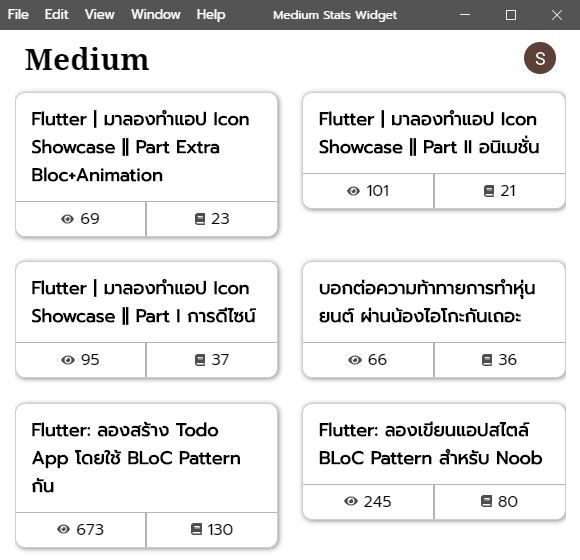 File Edit View Window Help Medium Stats Widget
Medium
S
Flutter | มาลองทำแอป Icon
Showcase || Part Extra
Bloc+Animation
69 23
Flutter | มาลองทำแอป Icon
Showcase || Part II อนิเมชั่น
101 21
Flutter | มาลองทำแอป Icon
Showcase || Part I การดีไซน์
95 37
บอกต่อความท้าทายการทำหุ่น
ยนต์ ผ่านน้องไอโกะกันเถอะ
66 36
Flutter: ลองสร้าง Todo
App โดยใช้ BLoC Pattern
กัน
673 130
Flutter: ลองเขียนแอปสไตล์
BLoC Pattern สำหรับ Noob
245 80